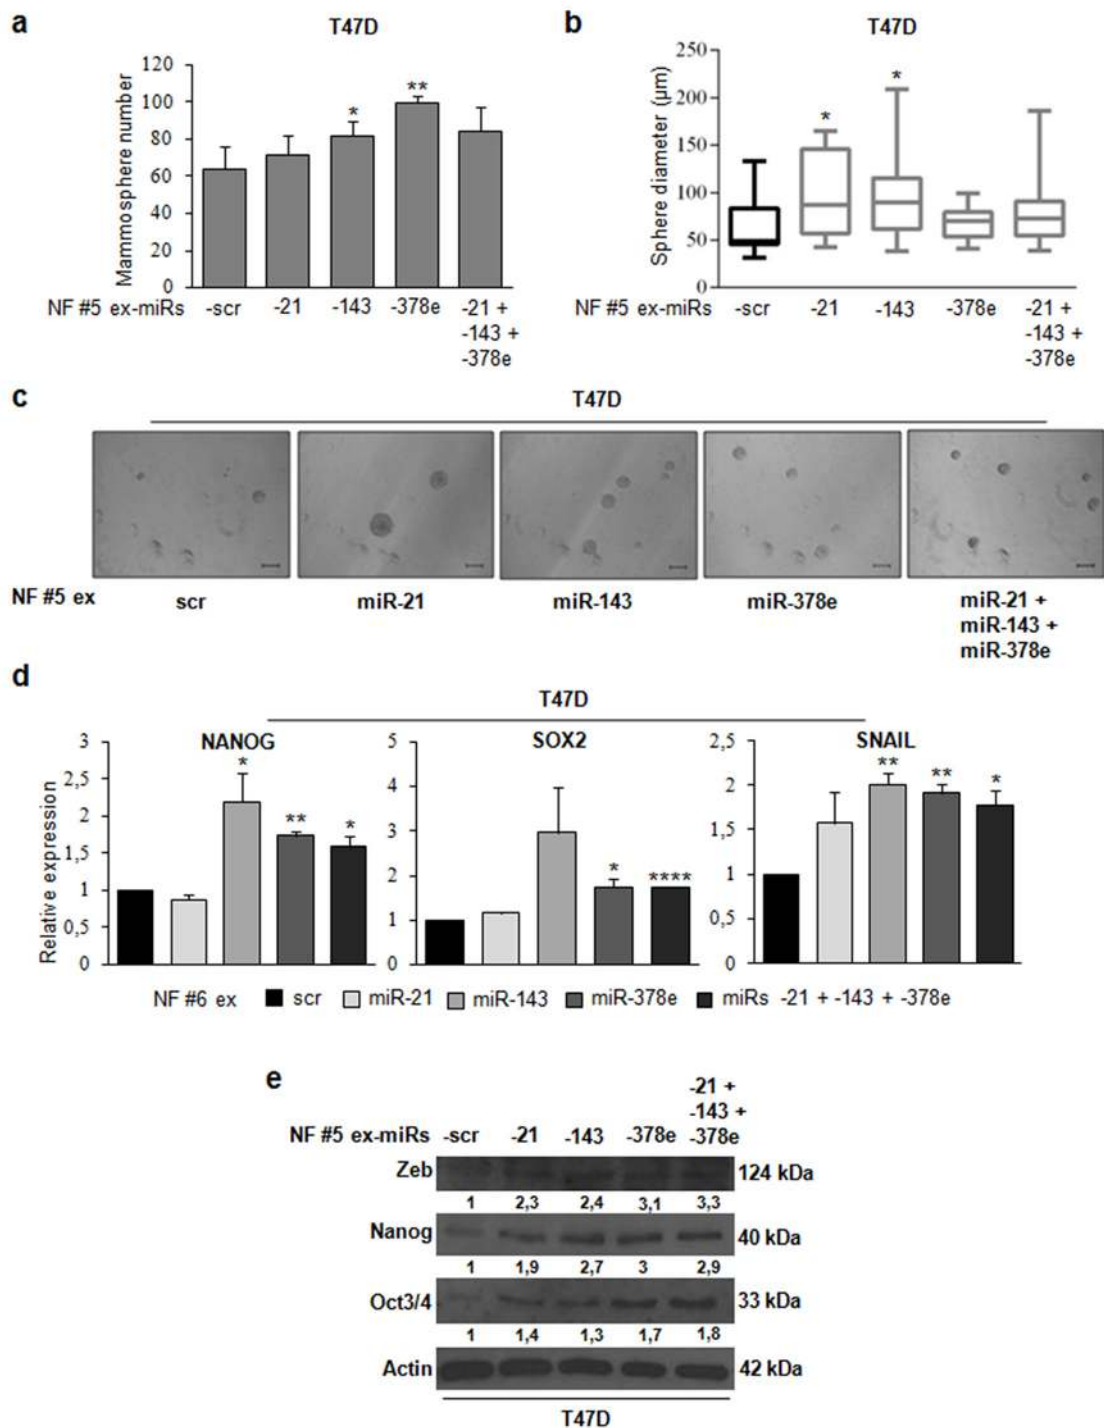 a
T47D
Mammosphere number
120
100
80
60
40
20
0
* **
NF #5 ex-miRs -scr -21 -143 -378e -21 +
-143 +
-378e
b
T47D
Sphere diameter (µm)
250
200
150
100
50
0
* *
NF #5 ex-miRs -scr -21 -143 -378e -21 +
-143 +
-378e
c
T47D
NF #5 ex scr miR-21 miR-143 miR-378e miR-21 +
miR-143 +
miR-378e
d
T47D
Relative expression
NANOG
3
2,5
2
1,5
1
0,5
0
* ** *
SOX2
5
4
3
2
1
0
* ****
SNAIL
2,5
2
1,5
1
0,5
0
** ** *
NF #6 ex scr miR-21 miR-143 miR-378e miRs -21 + -143 + -378e
e
-21 +
-143 +
NF #5 ex-miRs -scr -21 -143 -378e -378e
Zeb 124 kDa
1 2,3 2,4 3,1 3,3
Nanog 40 kDa
1 1,9 2,7 3 2,9
Oct3/4 33 kDa
1 1,4 1,3 1,7 1,8
Actin 42 kDa
T47D